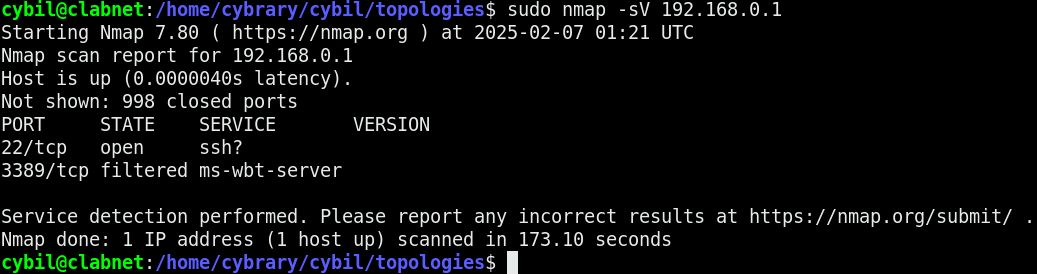 cybil@clabnet:/home/cybrary/cybil/topologies$ sudo nmap -sV 192.168.0.1
Starting Nmap 7.80 ( https://nmap.org ) at 2025-02-07 01:21 UTC
Nmap scan report for 192.168.0.1
Host is up (0.0000040s latency).
Not shown: 998 closed ports
PORT     STATE    SERVICE       VERSION
22/tcp   open     ssh?
3389/tcp filtered ms-wbt-server
Service detection performed. Please report any incorrect results at https://nmap.org/submit/ .
Nmap done: 1 IP address (1 host up) scanned in 173.10 seconds
cybil@clabnet:/home/cybrary/cybil/topologies$